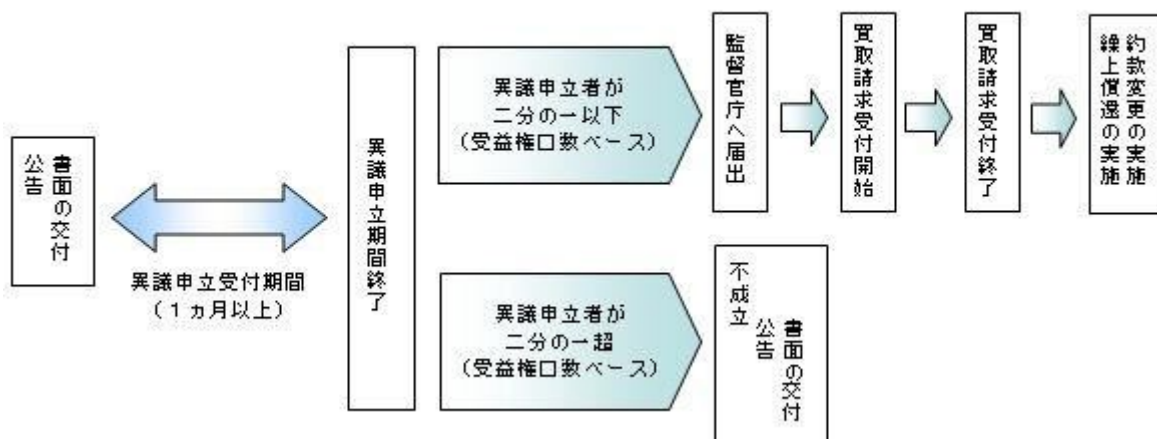 書面の交付
公告
異議申立受付期間
（１ヵ月以上）
異議申立期間終了
異議申立者が
二分の一以下
（受益権口数ベース）
監督官庁へ届出
買取請求受付開始
買取請求受付終了
約款変更の実施
繰上償還の実施
異議申立者が
二分の一超
（受益権口数ベース）
不成立
書面の交付
公告